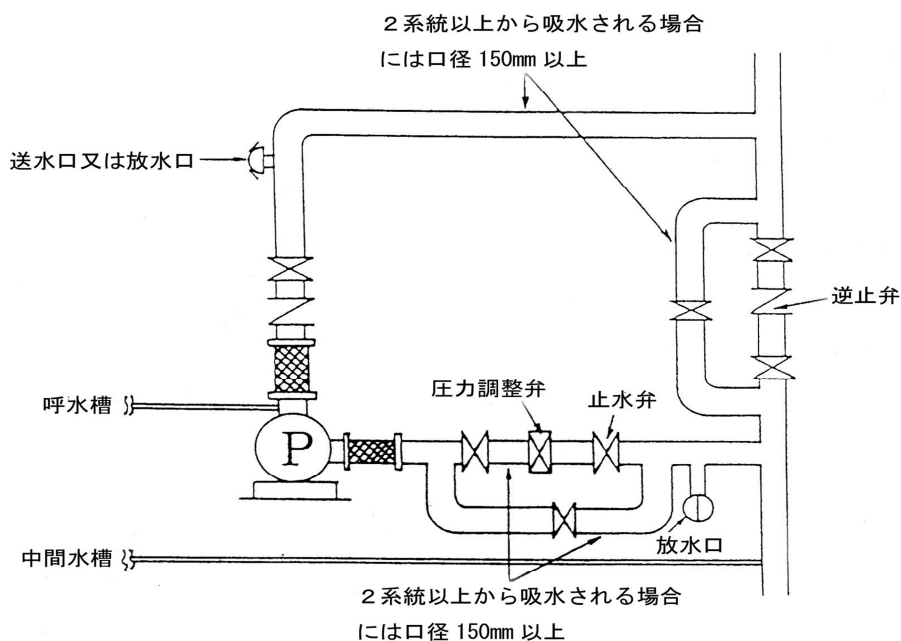 ２系統以上から吸水される場合
には口径 150mm 以上
送水口又は放水口
逆止弁
圧力調整弁
止水弁
呼水槽
P
放水口
中間水槽
２系統以上から吸水される場合
には口径 150mm 以上